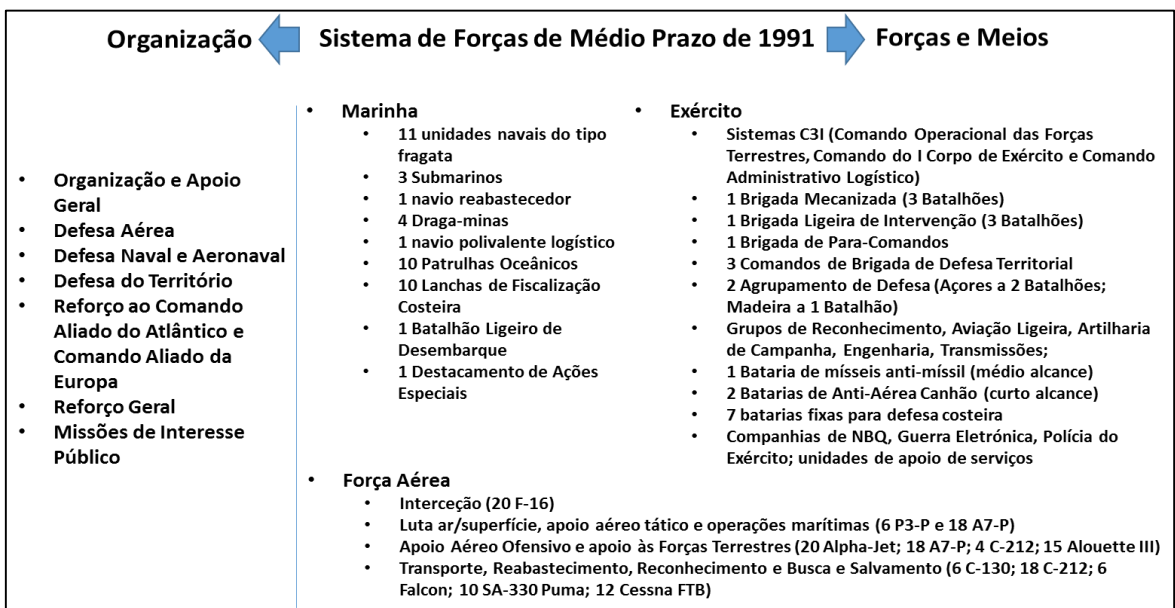 Organização Sistema de Forças de Médio Prazo de 1991 Forças e Meios
• Organização e Apoio
Geral
• Defesa Aérea
• Defesa Naval e Aeronaval
• Defesa do Território
• Reforço ao Comando
Aliado do Atlântico e
Comando Aliado da
Europa
• Reforço Geral
• Missões de Interesse
Público
• Marinha
• 11 unidades navais do tipo
fragata
• 3 Submarinos
• 1 navio reabastecedor
• 4 Draga-minas
• 1 navio polivalente logístico
• 10 Patrulhas Oceânicos
• 10 Lanchas de Fiscalização
Costeira
• 1 Batalhão Ligeiro de
Desembarque
• 1 Destacamento de Ações
Especiais
• Exército
• Sistemas C3I (Comando Operacional das Forças
Terrestres, Comando do I Corpo de Exército e Comando
Administrativo Logístico)
• 1 Brigada Mecanizada (3 Batalhões)
• 1 Brigada Ligeira de Intervenção (3 Batalhões)
• 1 Brigada de Para-Comandos
• 3 Comandos de Brigada de Defesa Territorial
• 2 Agrupamento de Defesa (Açores a 2 Batalhões;
Madeira a 1 Batalhão)
• Grupos de Reconhecimento, Aviação Ligeira, Artilharia
de Campanha, Engenharia, Transmissões;
• 1 Bataria de mísseis anti-míssil (médio alcance)
• 2 Batarias de Anti-Aérea Canhão (curto alcance)
• 7 batarias fixas para defesa costeira
• Companhias de NBQ, Guerra Eletrónica, Polícia do
Exército; unidades de apoio de serviços
• Força Aérea
• Interceção (20 F-16)
• Luta ar/superfície, apoio aéreo tático e operações marítimas (6 P3-P e 18 A7-P)
• Apoio Aéreo Ofensivo e apoio às Forças Terrestres (20 Alpha-Jet; 18 A7-P; 4 C-212; 15 Alouette III)
• Transporte, Reabastecimento, Reconhecimento e Busca e Salvamento (6 C-130; 18 C-212; 6
Falcon; 10 SA-330 Puma; 12 Cessna FTB)